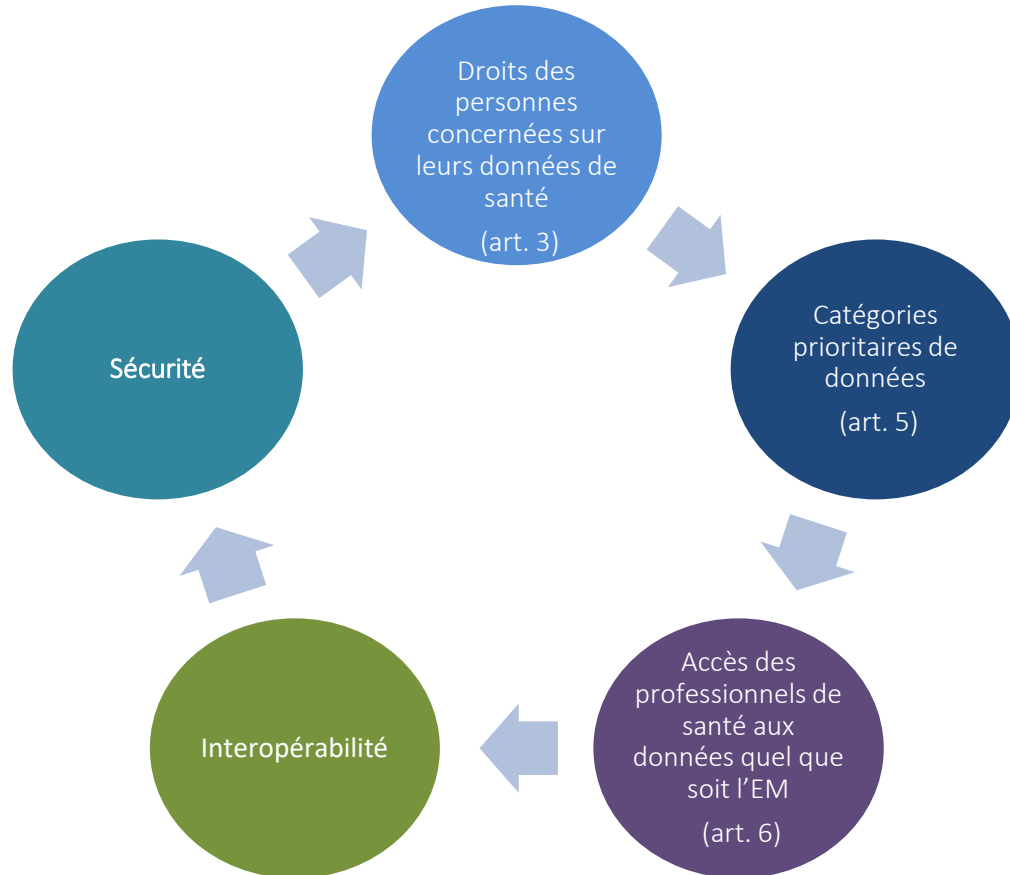 Droits des
personnes
concernées sur
leurs données de
santé
(art. 3)
Catégories
prioritaires de
données
(art. 5)
Accès des
professionnels de
santé aux
données quel que
soit l’EM
(art. 6)
Interopérabilité
Sécurité